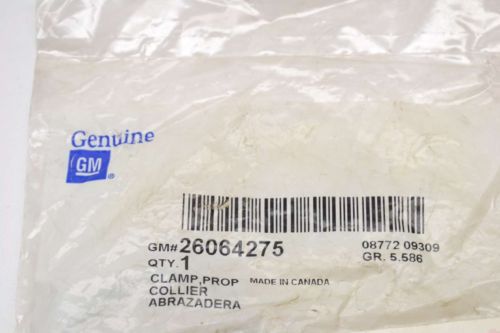 Genuine
GM®
GM# 26064275 08772 09309
QTY. 1 GR. 5.586
CLAMP, PROP MADE IN CANADA
COLLIER
ABRAZADERA